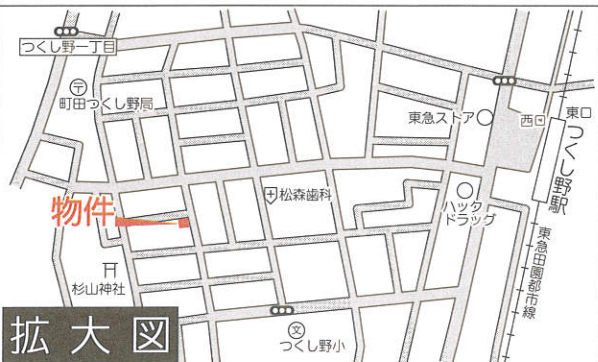 つくし野一丁目
〒
町田つくし野局
東急ストア
西口
東口
つくし野駅
松森歯科
ハック
ドラッグ
物件
東急田園都市線
杉山神社
文
つくし野小
拡大図